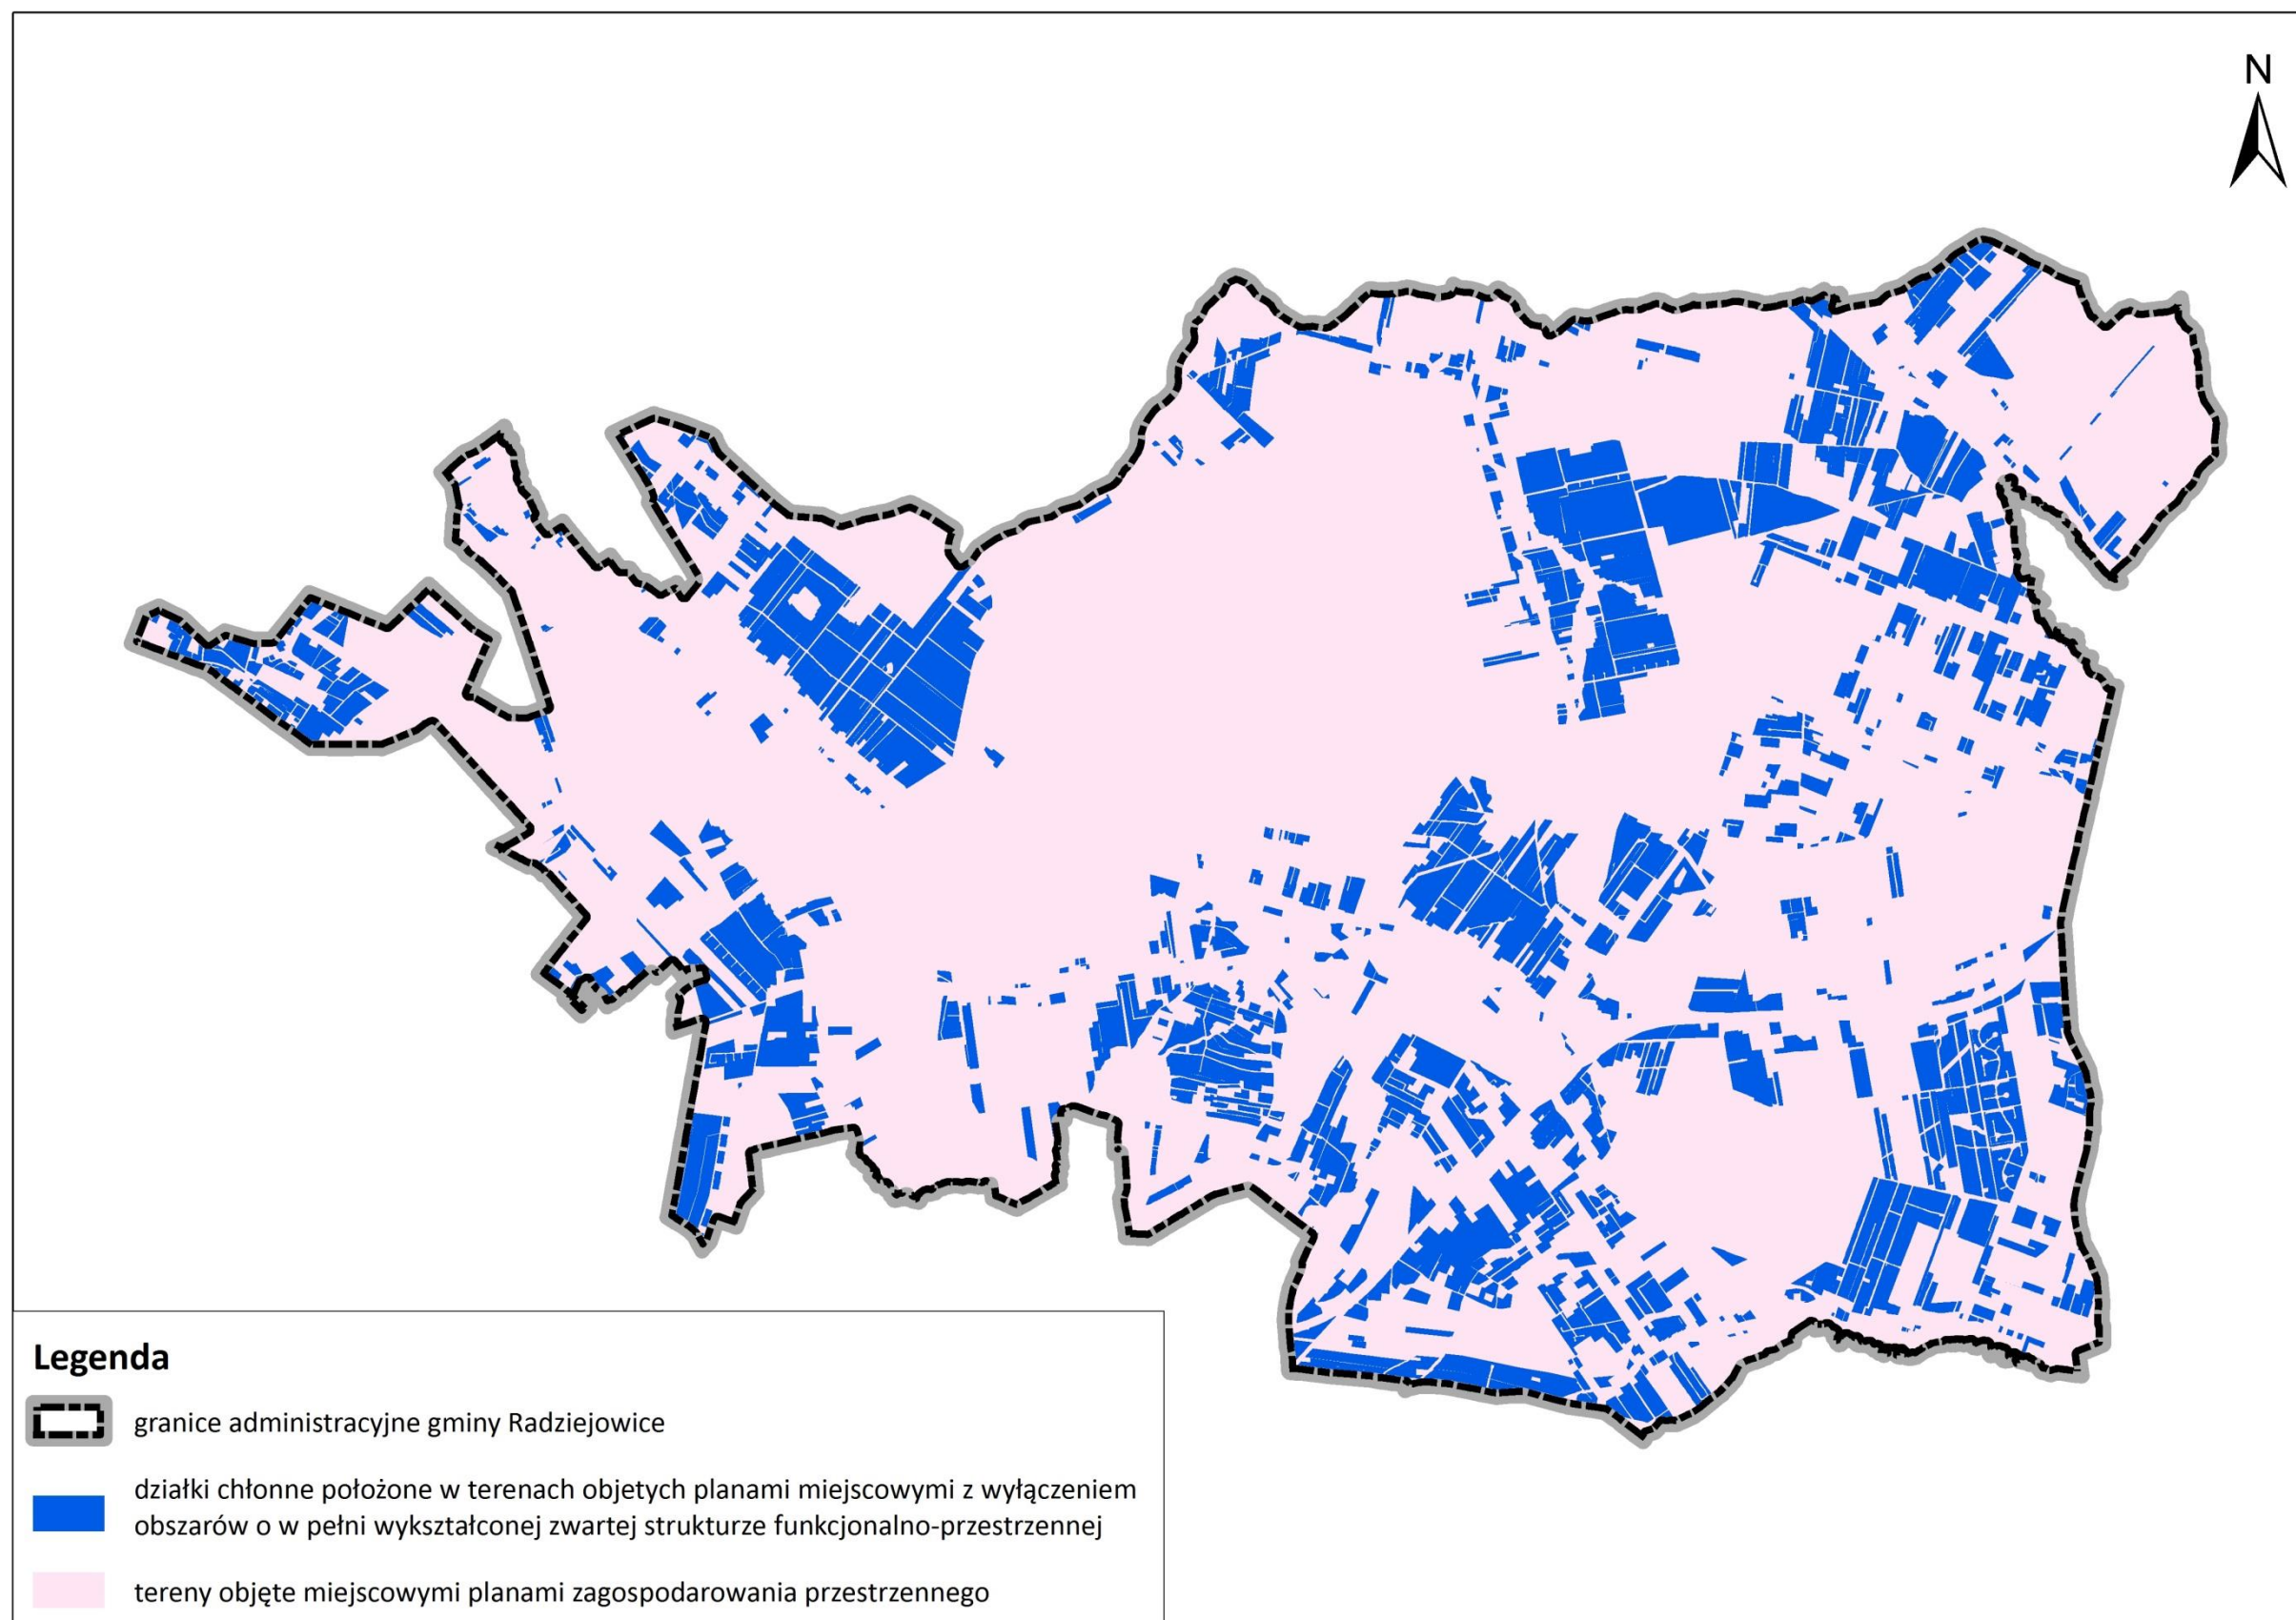 N
Legenda
granice administracyjne gminy Radziejowice
działki chłonne położone w terenach objetych planami miejscowymi z wyłączeniem
obszarów o w pełni wykształconej zwartej strukturze funkcjonalno-przestrzennej
tereny objęte miejscowymi planami zagospodarowania przestrzennego